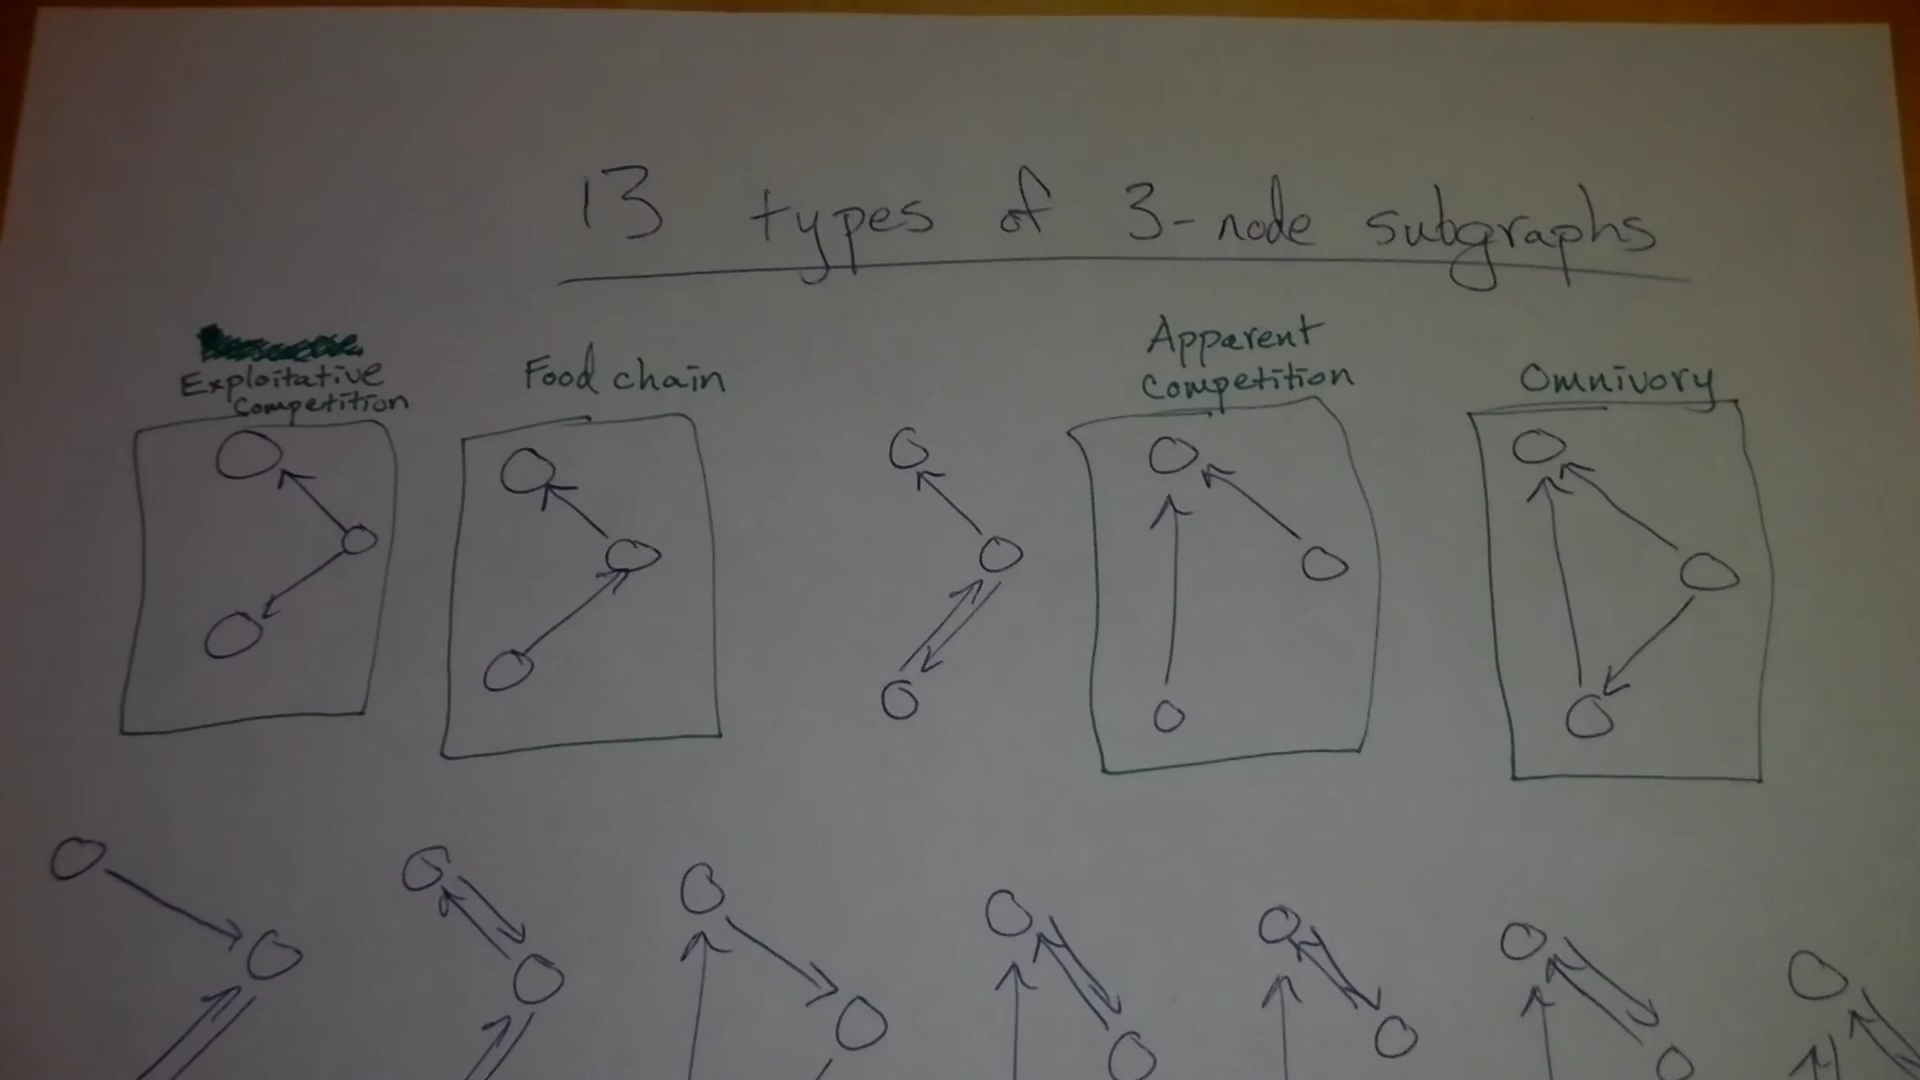 13 types of 3-node subgraphs
Exploitative
Competition
Food chain
Apparent
Competition
Omnivory